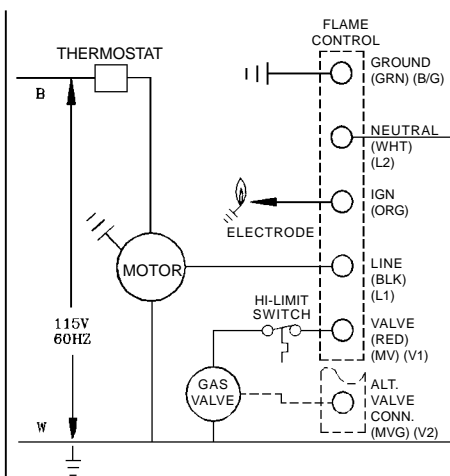 FLAME
CONTROL
THERMOSTAT
GROUND
(GRN) (B/G)
B
NEUTRAL
(WHT)
(L2)
IGN
(ORG)
ELECTRODE
MOTOR
LINE
(BLK)
(L1)
HI-LIMIT
SWITCH
115V
60HZ
VALVE
(RED)
(MV) (V1)
GAS
VALVE
ALT.
VALVE
CONN.
(MVG) (V2)
W